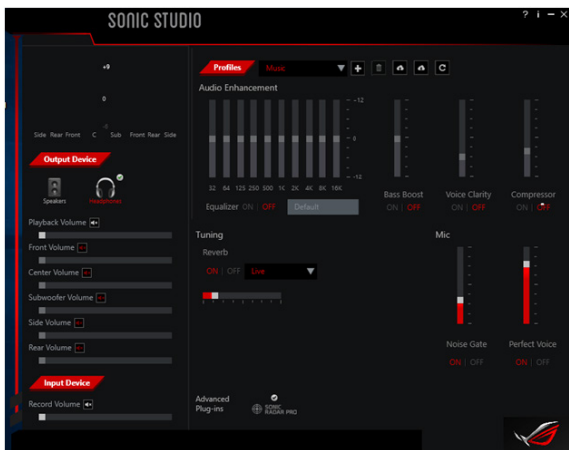 SONIC STUDIO
? i
+9
0
Side Rear Front C Sub Front Rear Side
Output Device
Speakers
Headphones
Playback Volume
Front Volume
Center Volume
Subwoofer Volume
Side Volume
Rear Volume
Input Device
Record Volume
Profiles
Music
Audio Enhancement
-12
-0
-12
32 64 125 250 500 1K 2K 4K 8K 16K
Equalizer ON | OFF Default
Bass Boost
ON | OFF
Voice Clarity
ON | OFF
Compressor
ON | OFF
Tuning
Reverb
ON | OFF Live
Mic
Noise Gate
ON | OFF
Perfect Voice
ON | OFF
Advanced
Plug-ins
SONIC
RADAR PRO